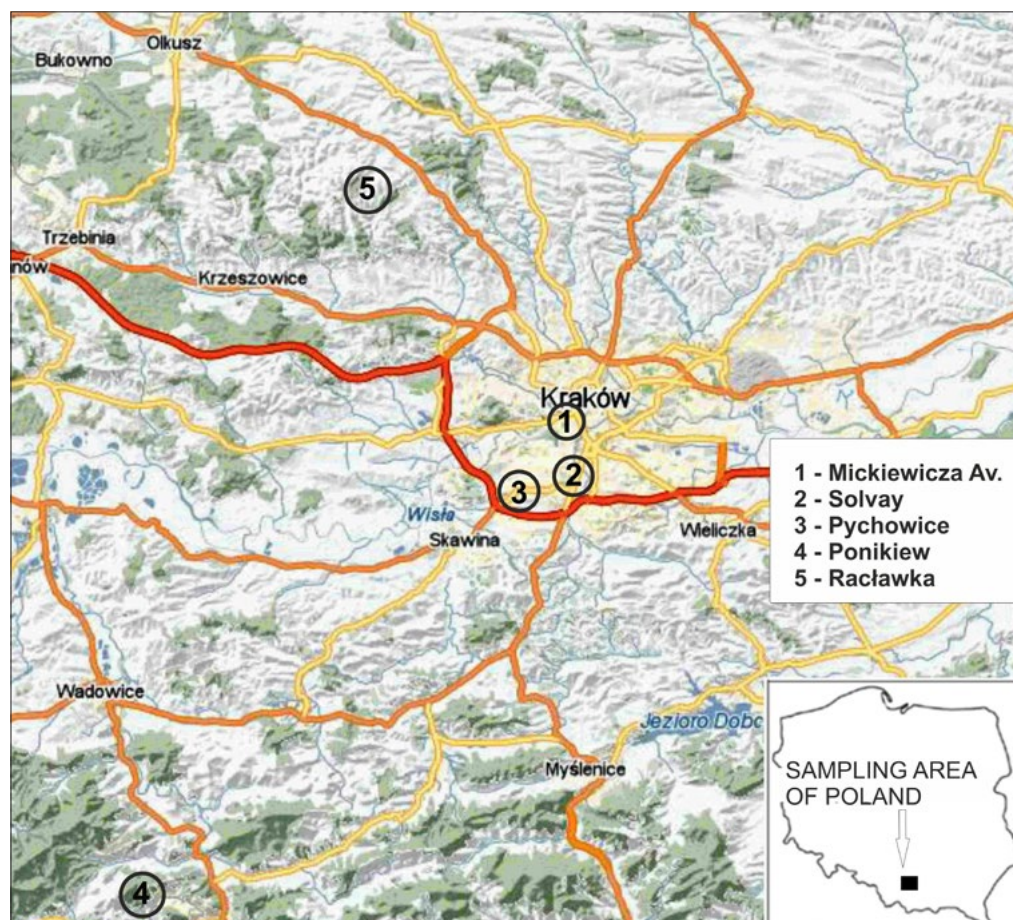 Olkusz
Bukowno
5
Trzebinia
nów
Krzeszowice
Kraków
1
2
3
Wisła
Skawina
Wieliczka
1 - Mickiewicza Av.
2 - Solvay
3 - Pychowice
4 - Ponikiew
5 - Racławka
Wadowice
Jezioro Dobc
Myślenice
SAMPLING AREA
OF POLAND
4